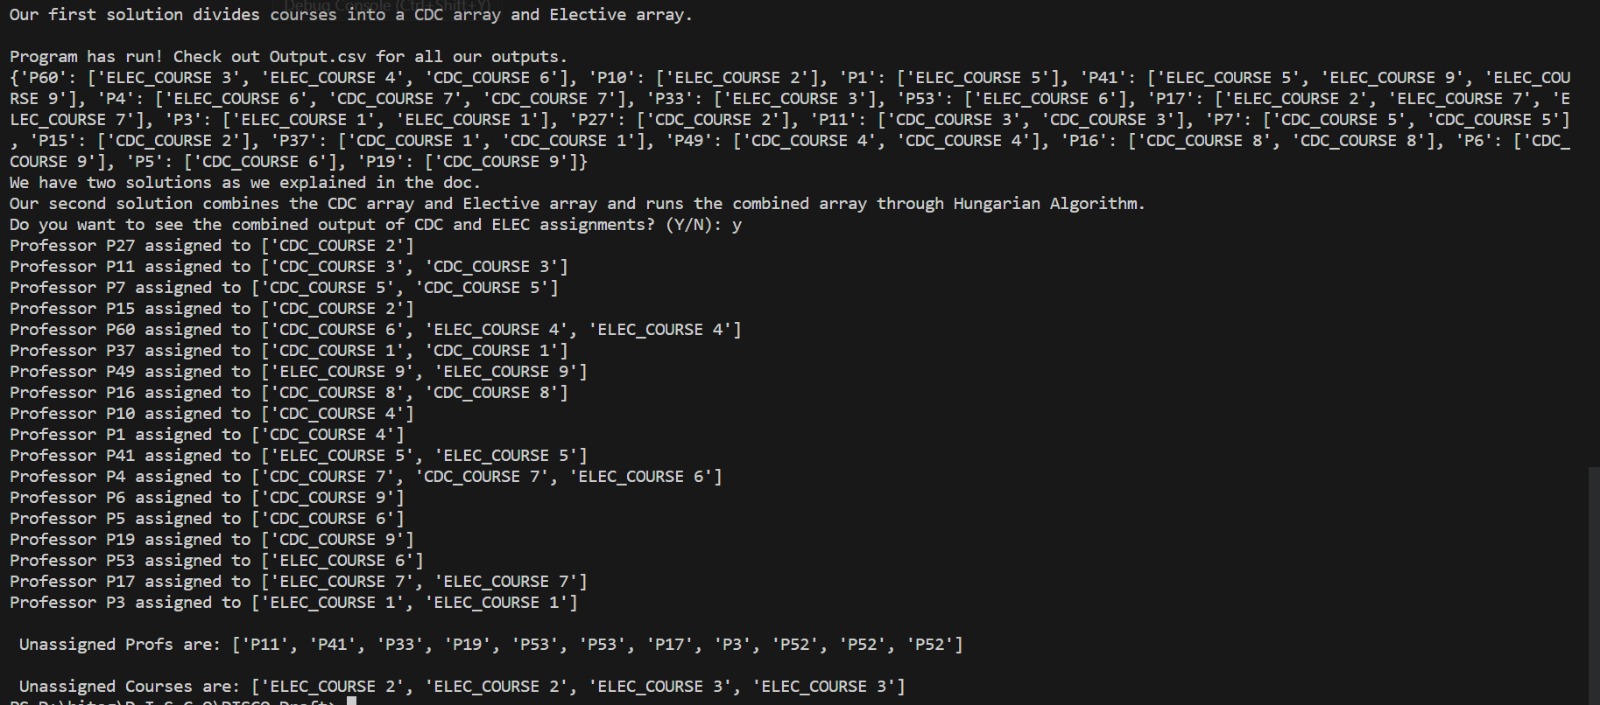 Debug Console (Ctrl+Shift+Y)
Our first solution divides courses into a CDC array and Elective array.
Program has run! Check out Output.csv for all our outputs.
{'P60': ['ELEC_COURSE 3', 'ELEC_COURSE 4', 'CDC_COURSE 6'], 'P10': ['ELEC_COURSE 2'], 'P1': ['ELEC_COURSE 5'], 'P41': ['ELEC_COURSE 5', 'ELEC_COURSE 9', 'ELEC_COU
RSE 9'], 'P4': ['ELEC_COURSE 6', 'CDC_COURSE 7', 'CDC_COURSE 7'], 'P33': ['ELEC_COURSE 3'], 'P53': ['ELEC_COURSE 6'], 'P17': ['ELEC_COURSE 2', 'ELEC_COURSE 7', 'E
LEC_COURSE 7'], 'P3': ['ELEC_COURSE 1', 'ELEC_COURSE 1'], 'P27': ['CDC_COURSE 2'], 'P11': ['CDC_COURSE 3', 'CDC_COURSE 3'], 'P7': ['CDC_COURSE 5', 'CDC_COURSE 5']
, 'P15': ['CDC_COURSE 2'], 'P37': ['CDC_COURSE 1', 'CDC_COURSE 1'], 'P49': ['CDC_COURSE 4', 'CDC_COURSE 4'], 'P16': ['CDC_COURSE 8', 'CDC_COURSE 8'], 'P6': ['CDC_
COURSE 9'], 'P5': ['CDC_COURSE 6'], 'P19': ['CDC_COURSE 9']}
We have two solutions as we explained in the doc.
Our second solution combines the CDC array and Elective array and runs the combined array through Hungarian Algorithm.
Do you want to see the combined output of CDC and ELEC assignments? (Y/N): y
Professor P27 assigned to ['CDC_COURSE 2']
Professor P11 assigned to ['CDC_COURSE 3', 'CDC_COURSE 3']
Professor P7 assigned to ['CDC_COURSE 5', 'CDC_COURSE 5']
Professor P15 assigned to ['CDC_COURSE 2']
Professor P60 assigned to ['CDC_COURSE 6', 'ELEC_COURSE 4', 'ELEC_COURSE 4']
Professor P37 assigned to ['CDC_COURSE 1', 'CDC_COURSE 1']
Professor P49 assigned to ['ELEC_COURSE 9', 'ELEC_COURSE 9']
Professor P16 assigned to ['CDC_COURSE 8', 'CDC_COURSE 8']
Professor P10 assigned to ['CDC_COURSE 4']
Professor P1 assigned to ['CDC_COURSE 4']
Professor P41 assigned to ['ELEC_COURSE 5', 'ELEC_COURSE 5']
Professor P4 assigned to ['CDC_COURSE 7', 'CDC_COURSE 7', 'ELEC_COURSE 6']
Professor P6 assigned to ['CDC_COURSE 9']
Professor P5 assigned to ['CDC_COURSE 6']
Professor P19 assigned to ['CDC_COURSE 9']
Professor P53 assigned to ['ELEC_COURSE 6']
Professor P17 assigned to ['ELEC_COURSE 7', 'ELEC_COURSE 7']
Professor P3 assigned to ['ELEC_COURSE 1', 'ELEC_COURSE 1']
Unassigned Profs are: ['P11', 'P41', 'P33', 'P19', 'P53', 'P53', 'P17', 'P3', 'P52', 'P52', 'P52']
Unassigned Courses are: ['ELEC_COURSE 2', 'ELEC_COURSE 2', 'ELEC_COURSE 3', 'ELEC_COURSE 3']